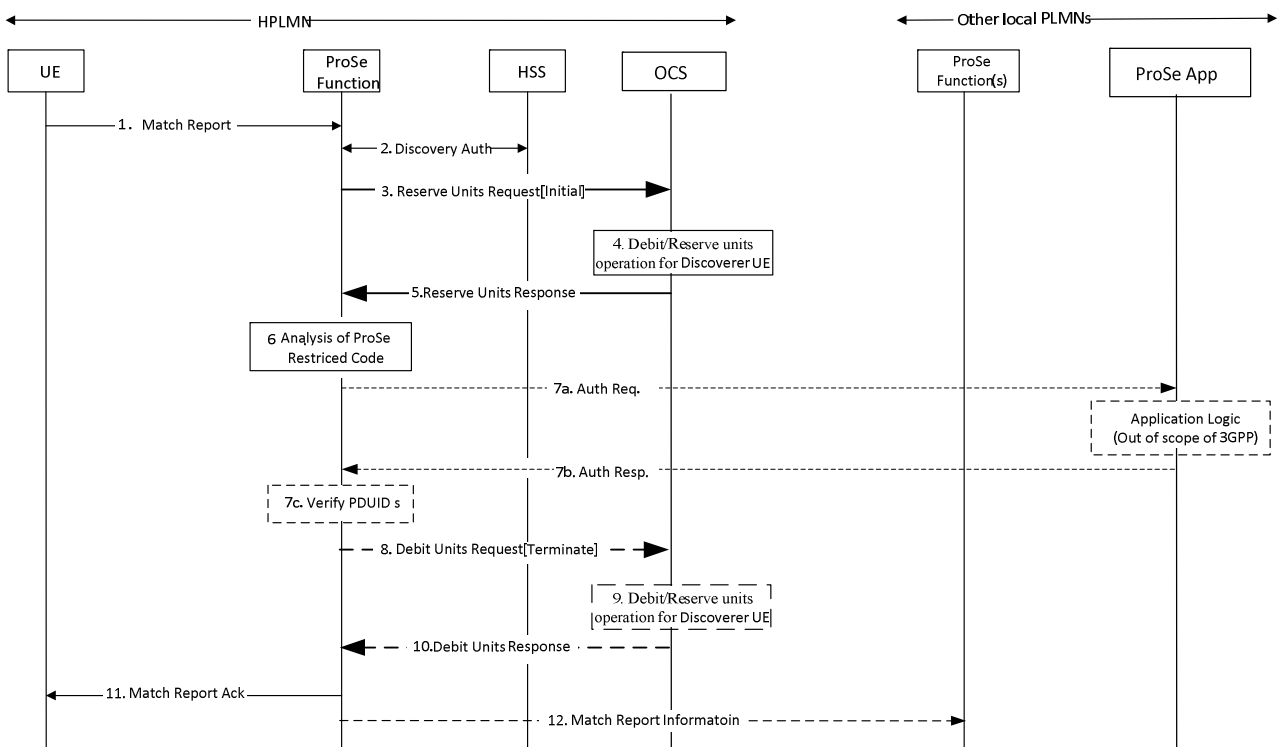 HPLMN
Other local PLMNs
UE
ProSe
Function
HSS
OCS
ProSe
Function(s)
ProSe App
1. Match Report
2. Discovery Auth
3. Reserve Units Request[Initial]
4. Debit/Reserve units
operation for Discoverer UE
5.Reserve Units Response
6 Analysis of ProSe
Restriced Code
7a. Auth Req.
Application Logic
(Out of scope of 3GPP)
7b. Auth Resp.
7c. Verify PDUID s
8. Debit Units Request[Terminate]
9. Debit/Reserve units
operation for Discoverer UE
10.Debit Units Response
11. Match Report Ack
12. Match Report Informatoin